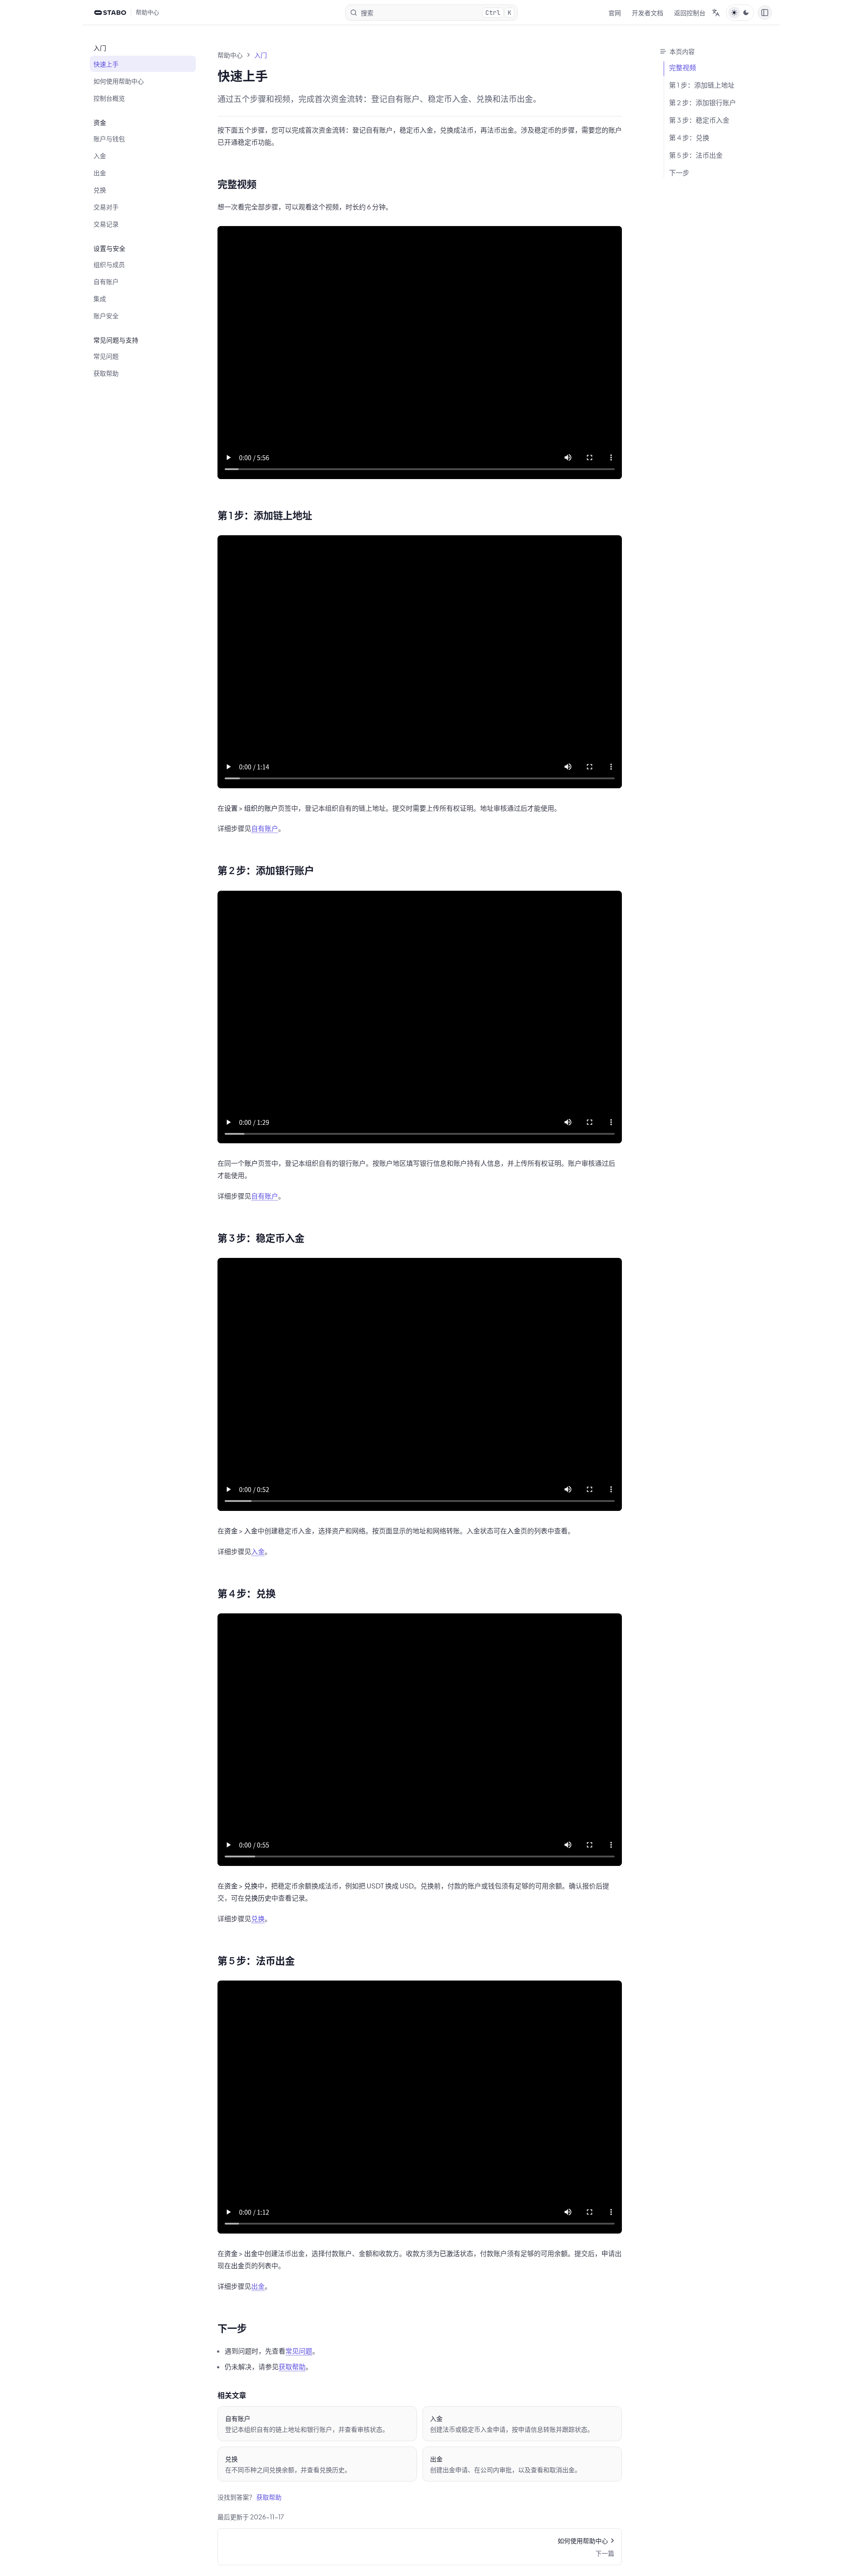 STABO 帮助中心 搜索 Ctrl K 官网 开发者文档 返回控制台
入门
快速上手
如何使用帮助中心
控制台概览
资金
账户与钱包
入金
出金
兑换
交易对手
交易记录
设置与安全
组织与成员
自有账户
集成
账户安全
常见问题与支持
常见问题
获取帮助
帮助中心 > 入门
快速上手
通过五个步骤和视频，完成首次资金流转：登记自有账户、稳定币入金、兑换和法币出金。
按下面五个步骤，您可以完成首次资金流转：登记自有账户，稳定币入金，兑换成法币，再法币出金。涉及稳定币的步骤，需要您的账户
已开通稳定币功能。
完整视频
想一次看完全部步骤，可以观看这个视频，时长约 6 分钟。
0:00 / 5:56
第 1 步：添加链上地址
0:00 / 1:14
在设置 > 组织的账户页签中，登记本组织自有的链上地址。提交时需要上传所有权证明。地址审核通过后才能使用。
详细步骤见自有账户。
第 2 步：添加银行账户
0:00 / 1:29
在同一个账户页签中，登记本组织自有的银行账户。按账户地区填写银行信息和账户持有人信息，并上传所有权证明。账户审核通过后
才能使用。
详细步骤见自有账户。
第 3 步：稳定币入金
0:00 / 0:52
在资金 > 入金中创建稳定币入金，选择资产和网络。按页面显示的地址和网络转账。入金状态可在入金页的列表中查看。
详细步骤见入金。
第 4 步：兑换
0:00 / 0:55
在资金 > 兑换中，把稳定币余额换成法币，例如把 USDT 换成 USD。兑换前，付款的账户或钱包须有足够的可用余额。确认报价后提
交，可在兑换历史中查看记录。
详细步骤见兑换。
第 5 步：法币出金
0:00 / 1:12
在资金 > 出金中创建法币出金，选择付款账户、金额和收款方。收款方须为已激活状态，付款账户须有足够的可用余额。提交后，申请出
现在出金页的列表中。
详细步骤见出金。
下一步
• 遇到问题时，先查看常见问题。
• 仍未解决，请参见获取帮助。
相关文章
自有账户
登记本组织自有的链上地址和银行账户，并查看审核状态。
入金
创建法币或稳定币入金申请，按申请信息转账并跟踪状态。
兑换
在不同币种之间兑换余额，并查看兑换历史。
出金
创建出金申请、在公司内审批，以及查看和取消出金。
没找到答案？ 获取帮助
最后更新于 2026-11-17
如何使用帮助中心 >
下一篇
本页内容
完整视频
第 1 步：添加链上地址
第 2 步：添加银行账户
第 3 步：稳定币入金
第 4 步：兑换
第 5 步：法币出金
下一步